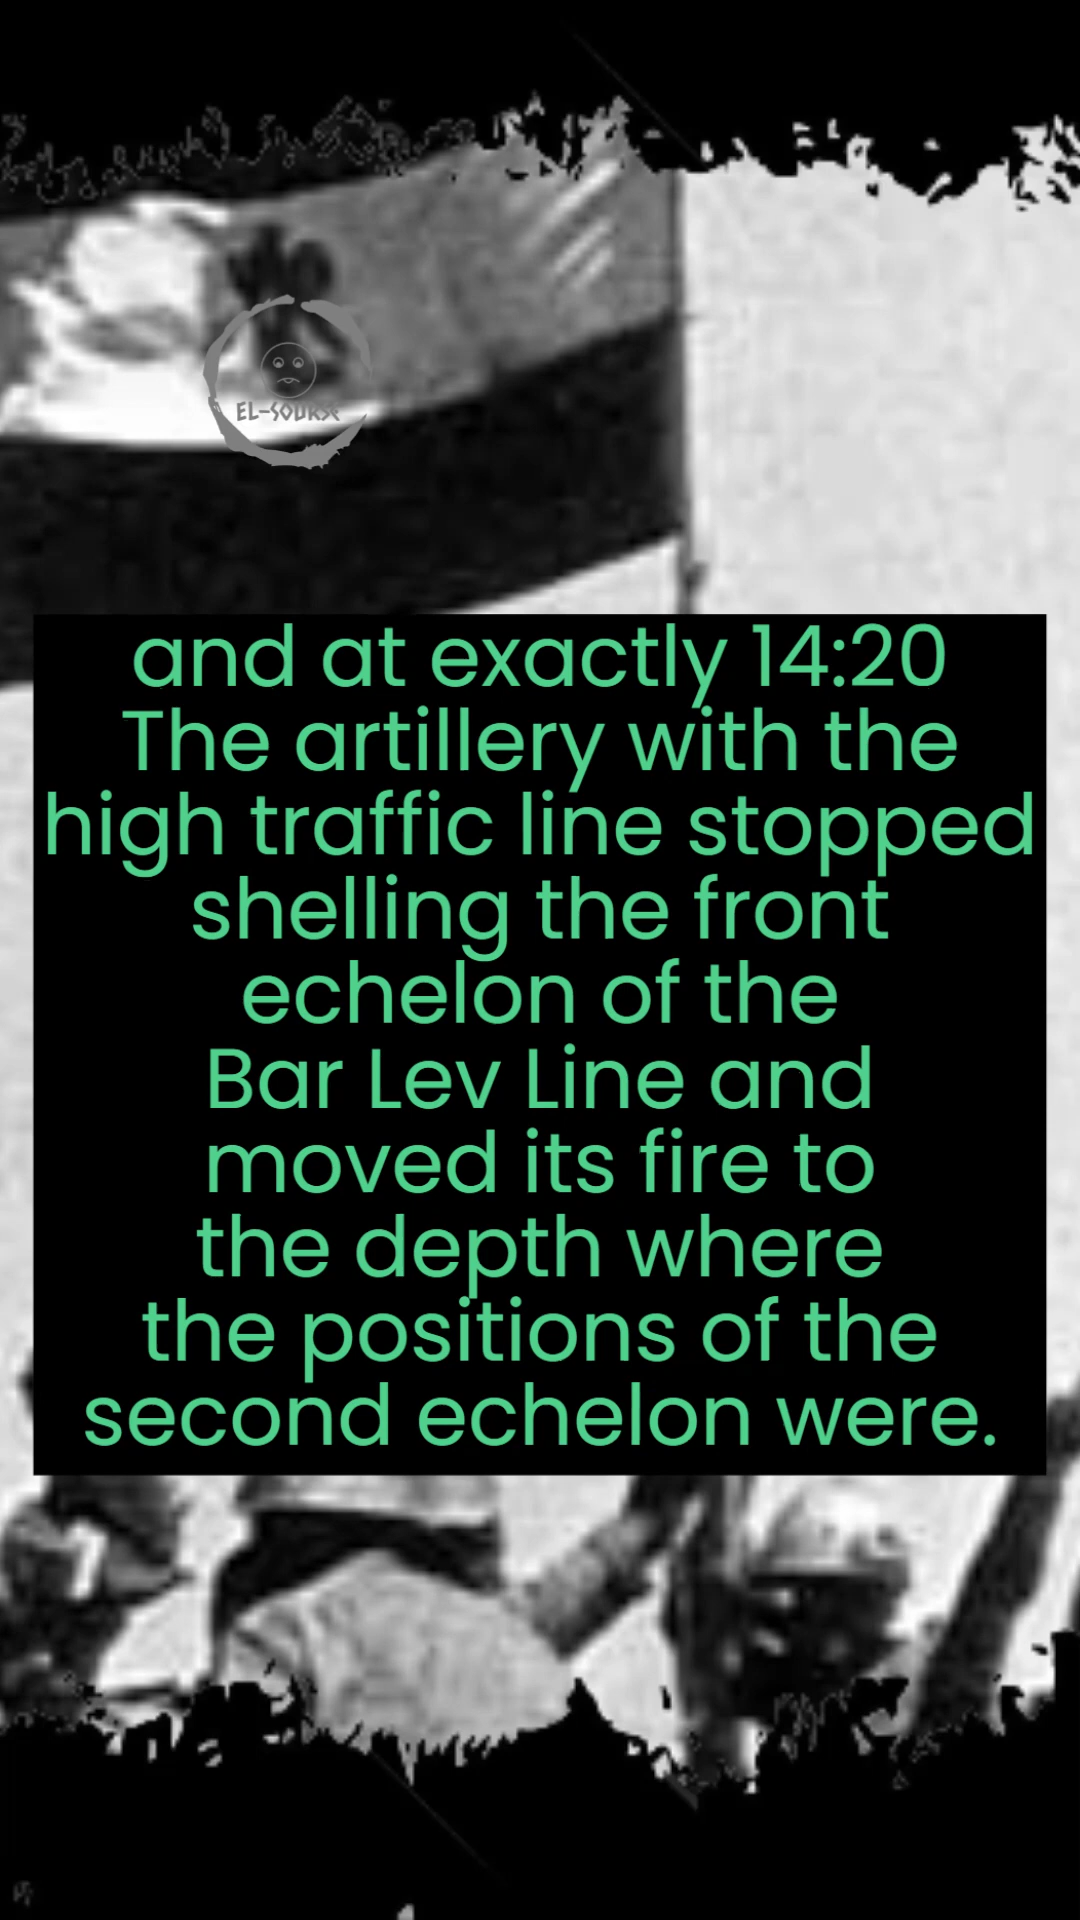 EL-SOURSE
and at exactly 14:20
The artillery with the
high traffic line stopped
shelling the front
echelon of the
Bar Lev Line and
moved its fire to
the depth where
the positions of the
second echelon were.